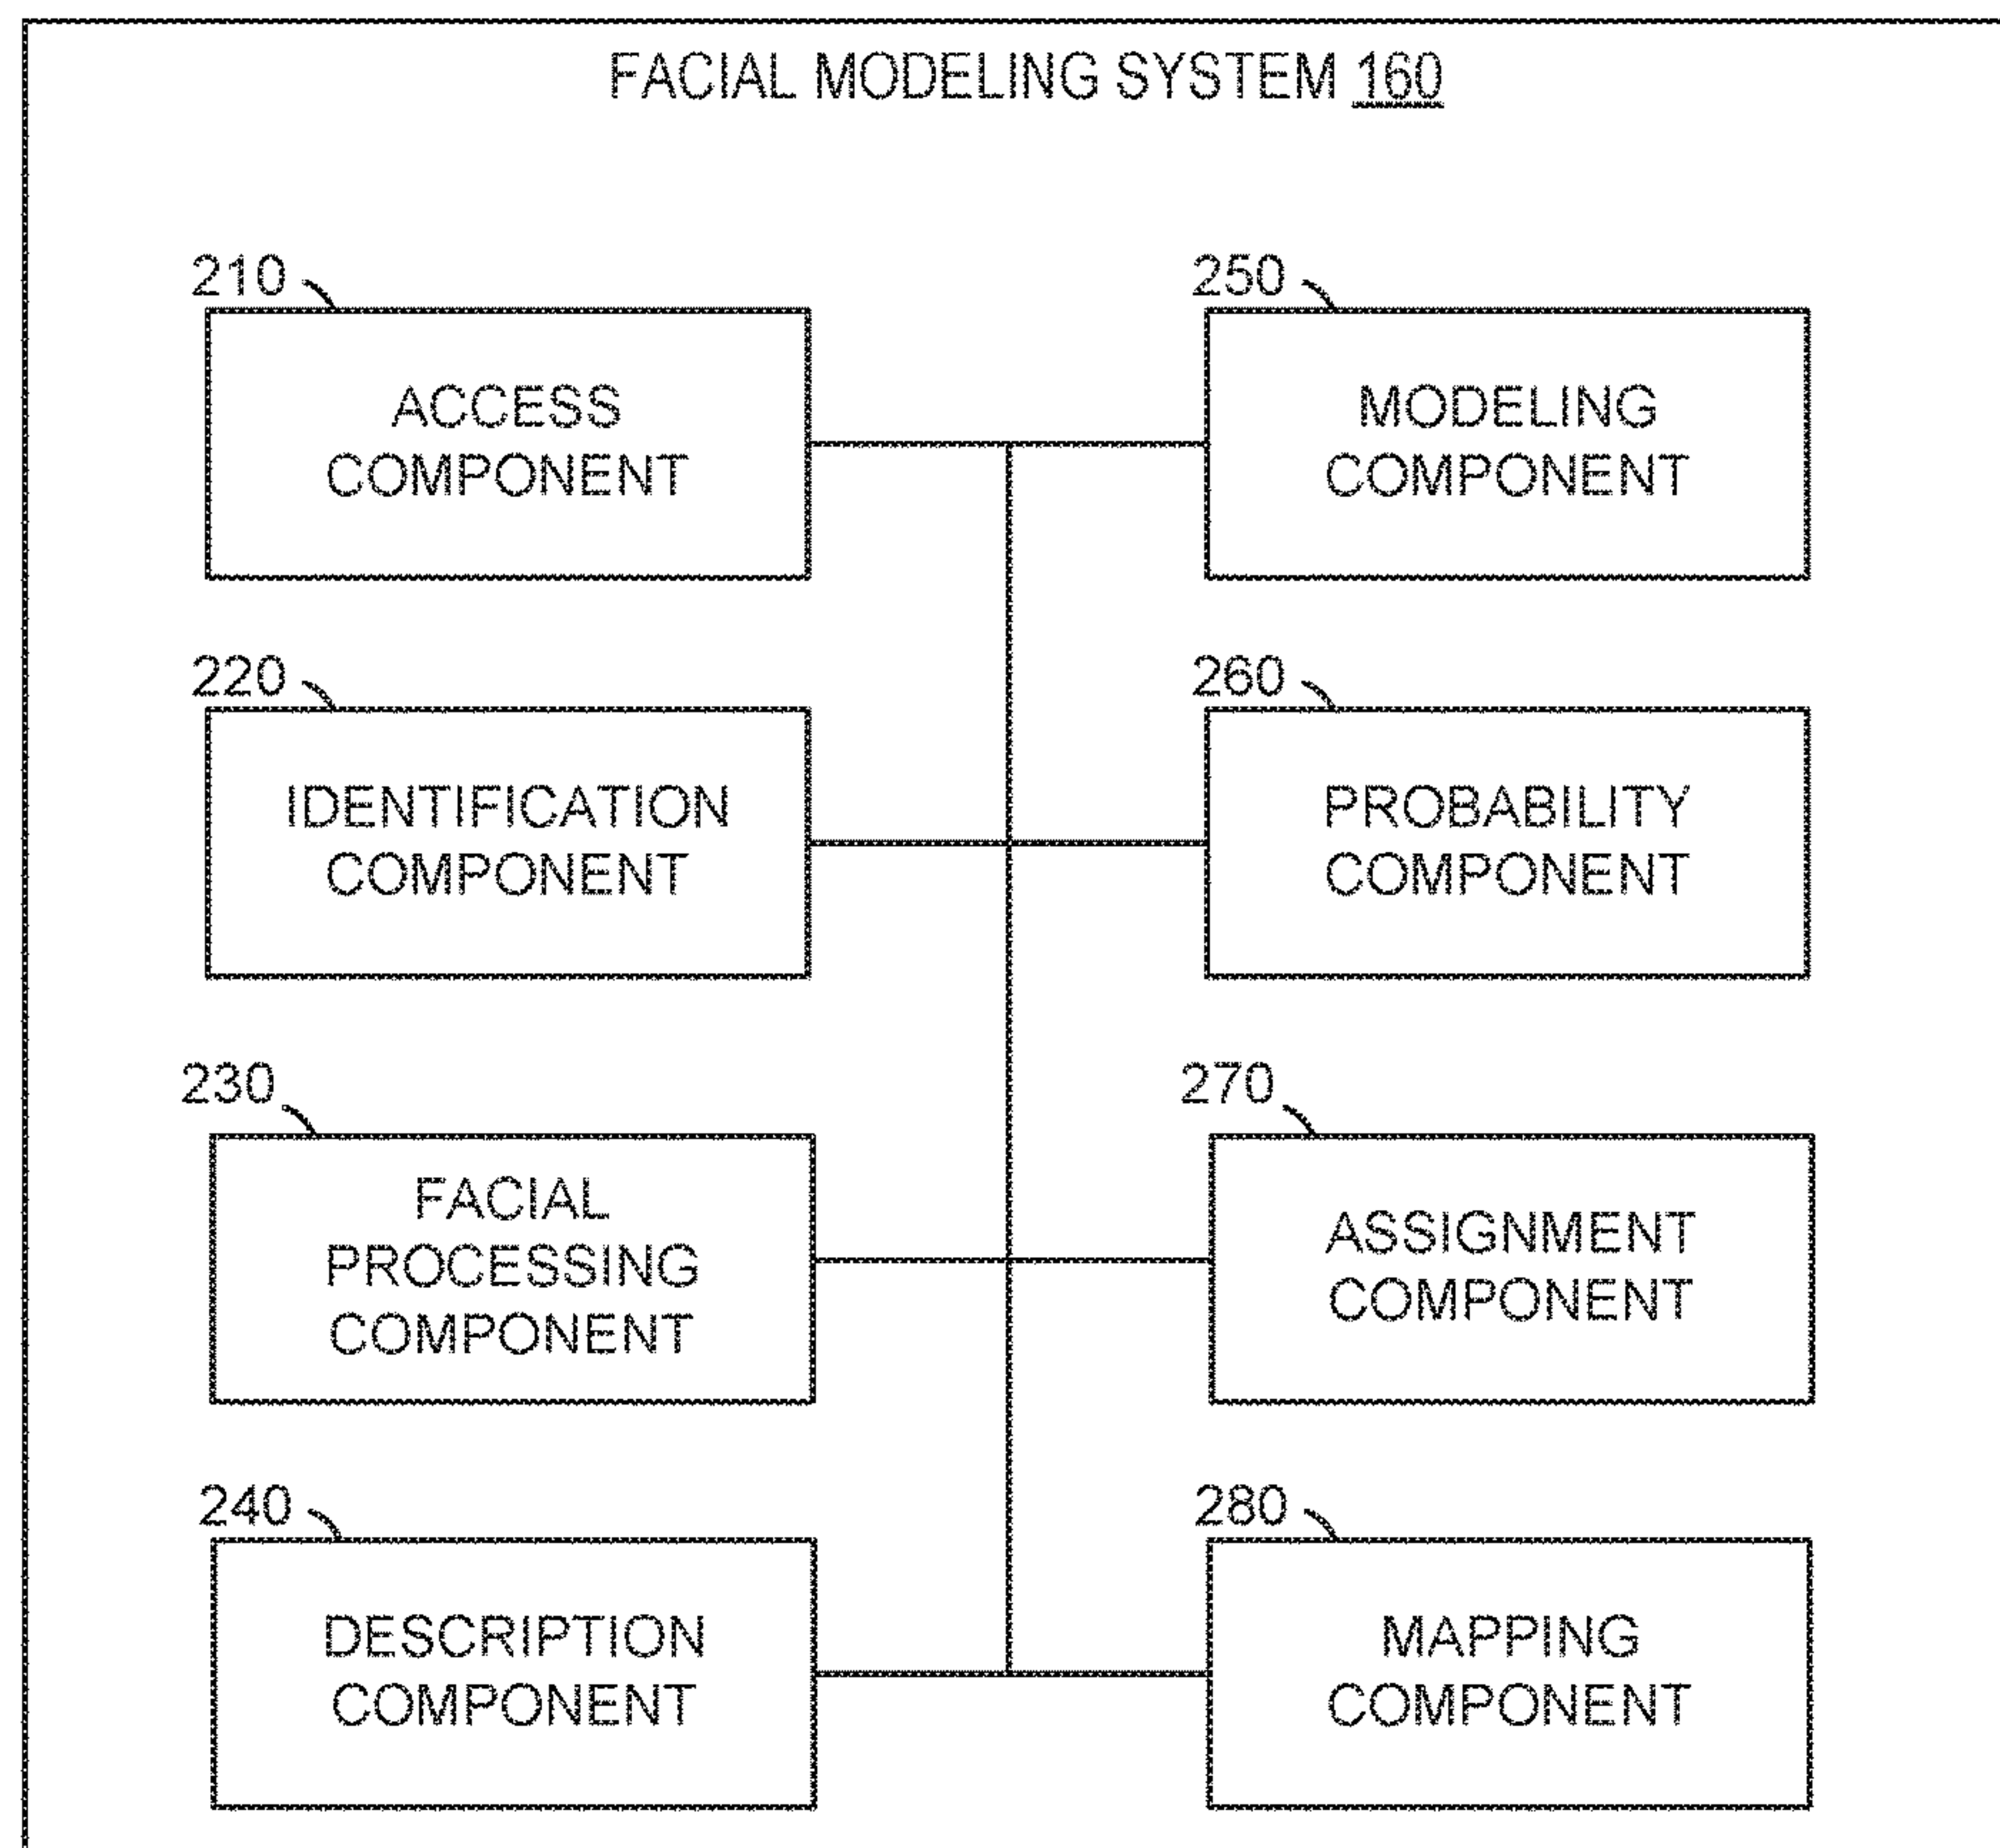 FACIAL MODELING SYSTEM 160
210
ACCESS
COMPONENT
250
MODELING
COMPONENT
220
IDENTIFICATION
COMPONENT
260
PROBABILITY
COMPONENT
230
FACIAL
PROCESSING
COMPONENT
270
ASSIGNMENT
COMPONENT
240
DESCRIPTION
COMPONENT
280
MAPPING
COMPONENT